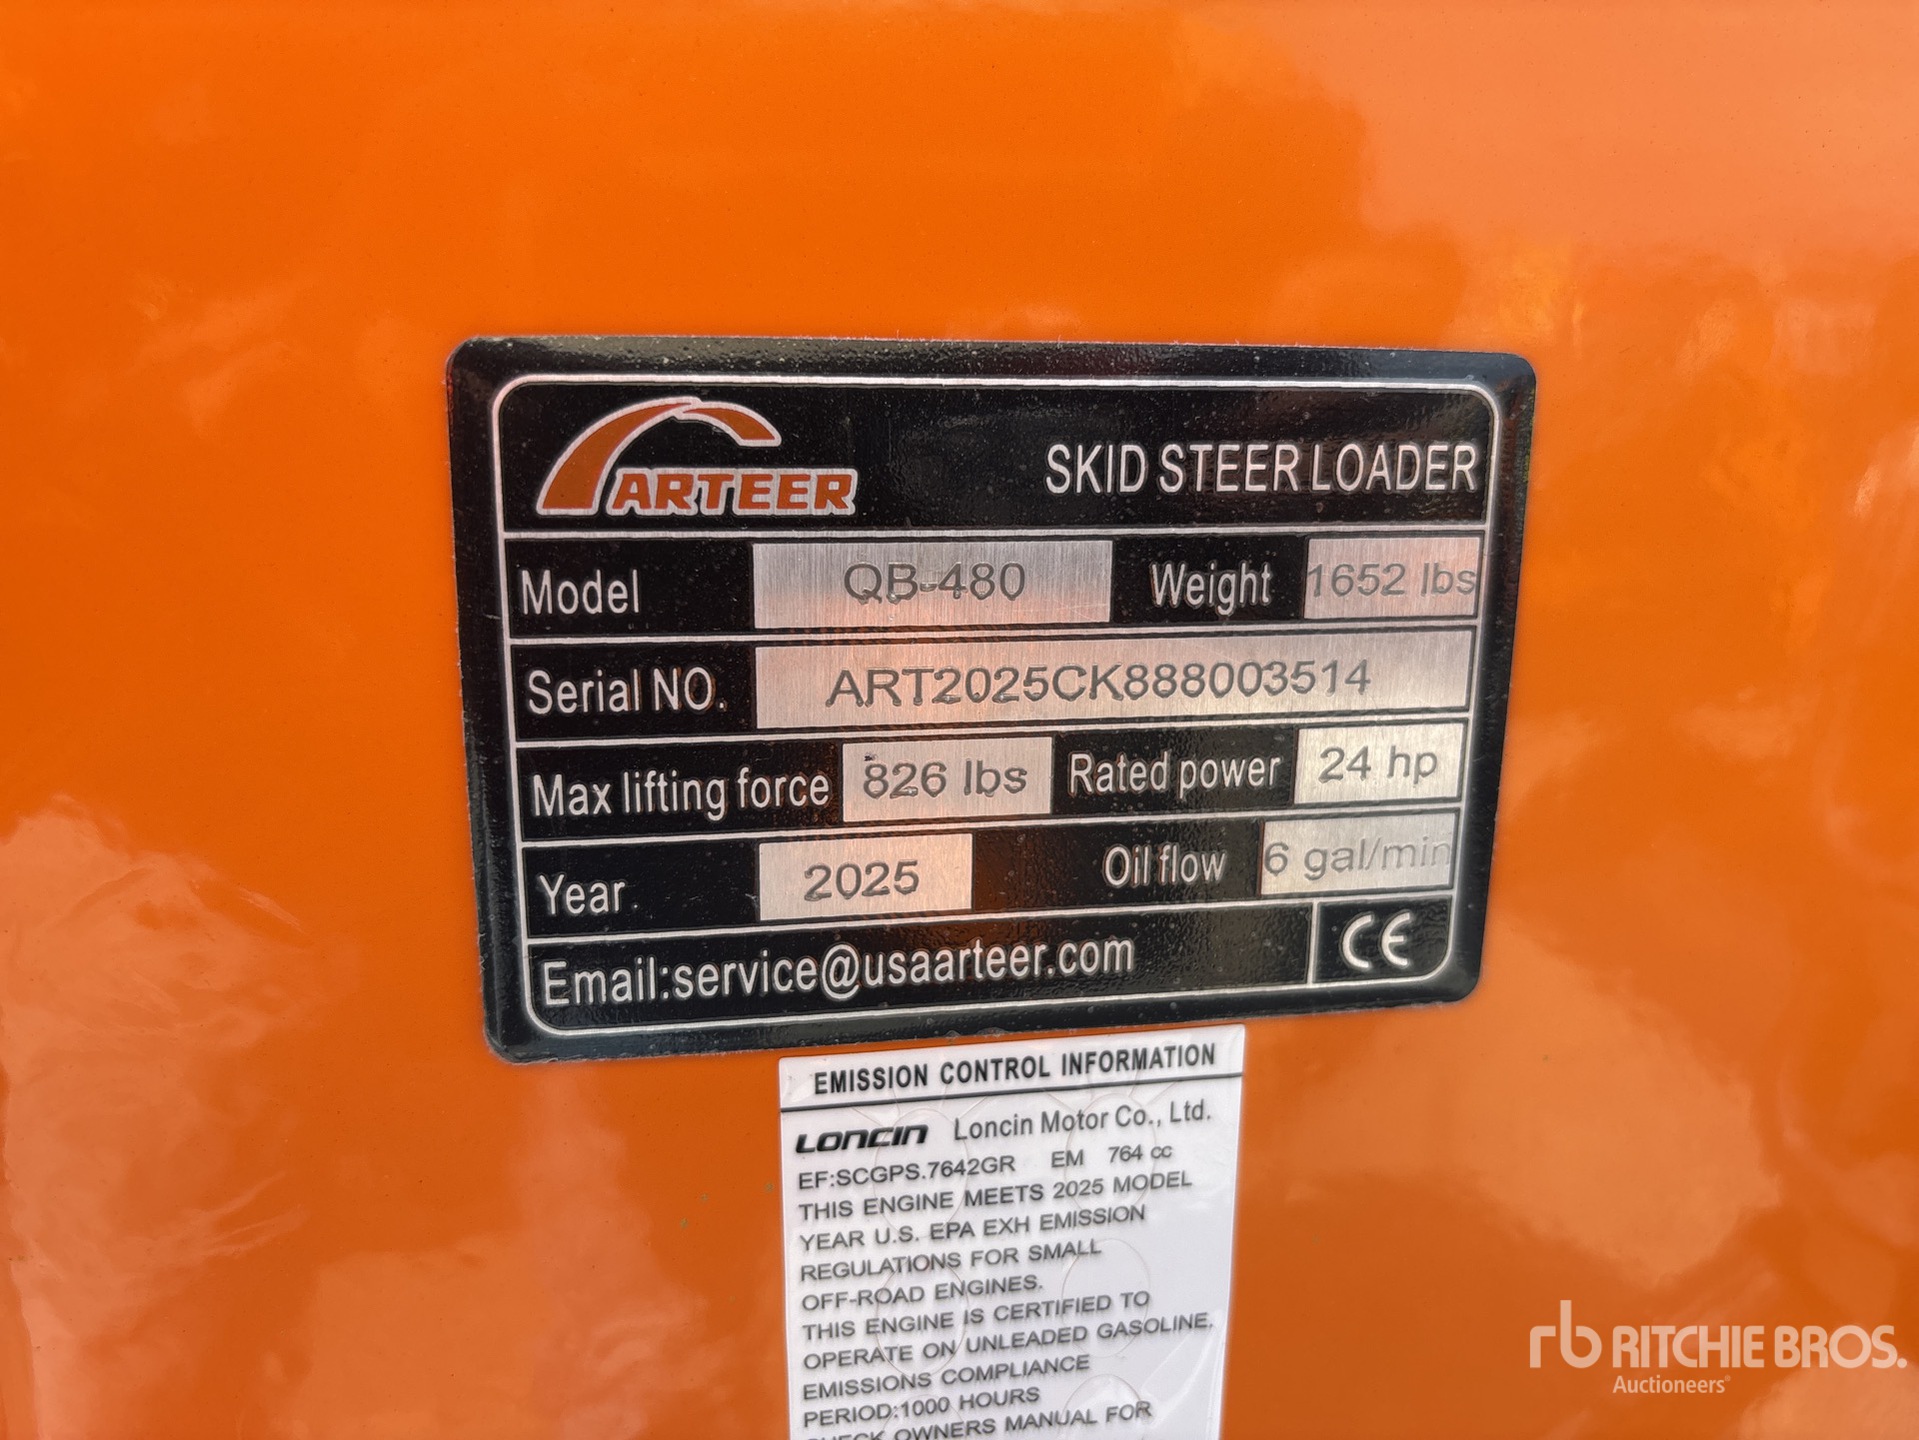 ARTEER
SKID STEER LOADER
Model QB-480 Weight 1652 lbs
Serial NO. ART2025CK888003514
Max lifting force 826 lbs Rated power 24 hp
Year 2025 Oil flow 6 gal/min
Email:service@usaarteer.com CE
EMISSION CONTROL INFORMATION
LONCIN Loncin Motor Co., Ltd.
EF:SCGPS.7642GR EM 764 cc
THIS ENGINE MEETS 2025 MODEL
YEAR U.S. EPA EXH EMISSION
REGULATIONS FOR SMALL
OFF-ROAD ENGINES.
THIS ENGINE IS CERTIFIED TO
OPERATE ON UNLEADED GASOLINE.
EMISSIONS COMPLIANCE
PERIOD:1000 HOURS
CHECK OWNERS MANUAL FOR
rb RITCHIE BROS.
Auctioneers